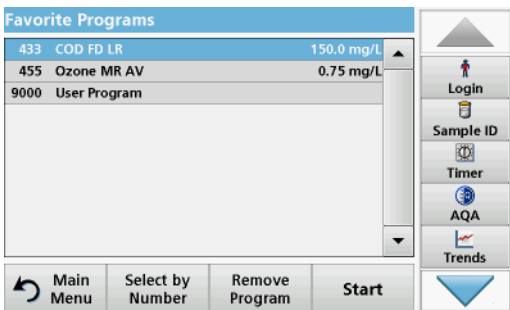 Favorite Programs
433 COD FD LR 150.0 mg/L
455 Ozone MR AV 0.75 mg/L
9000 User Program
Login
Sample ID
Timer
AQA
Trends
Main Menu
Select by Number
Remove Program
Start